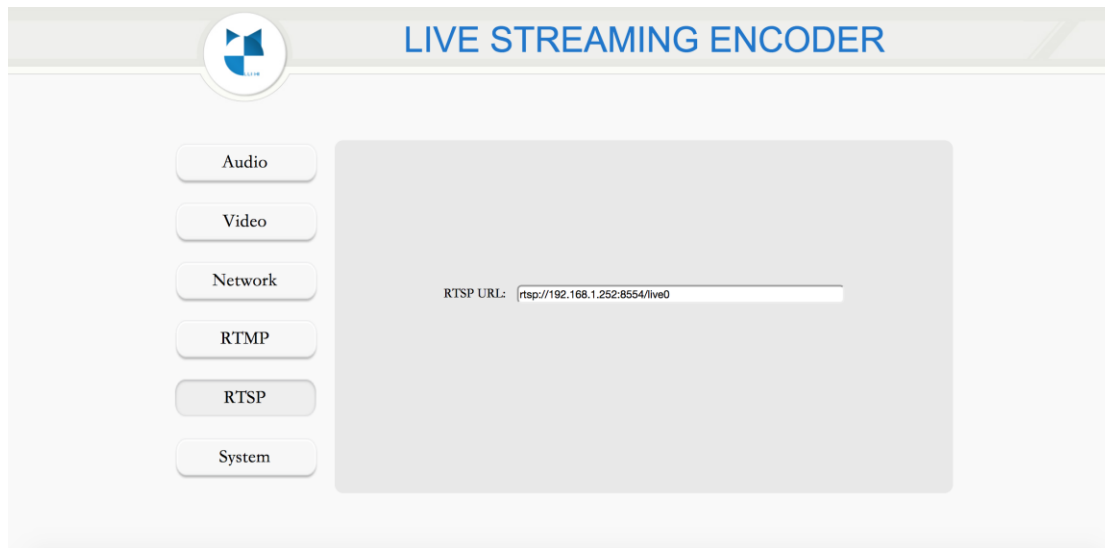 LIVE STREAMING ENCODER
Audio
Video
Network
RTSP URL: rtsp://192.168.1.252:8554/live0
RTMP
RTSP
System